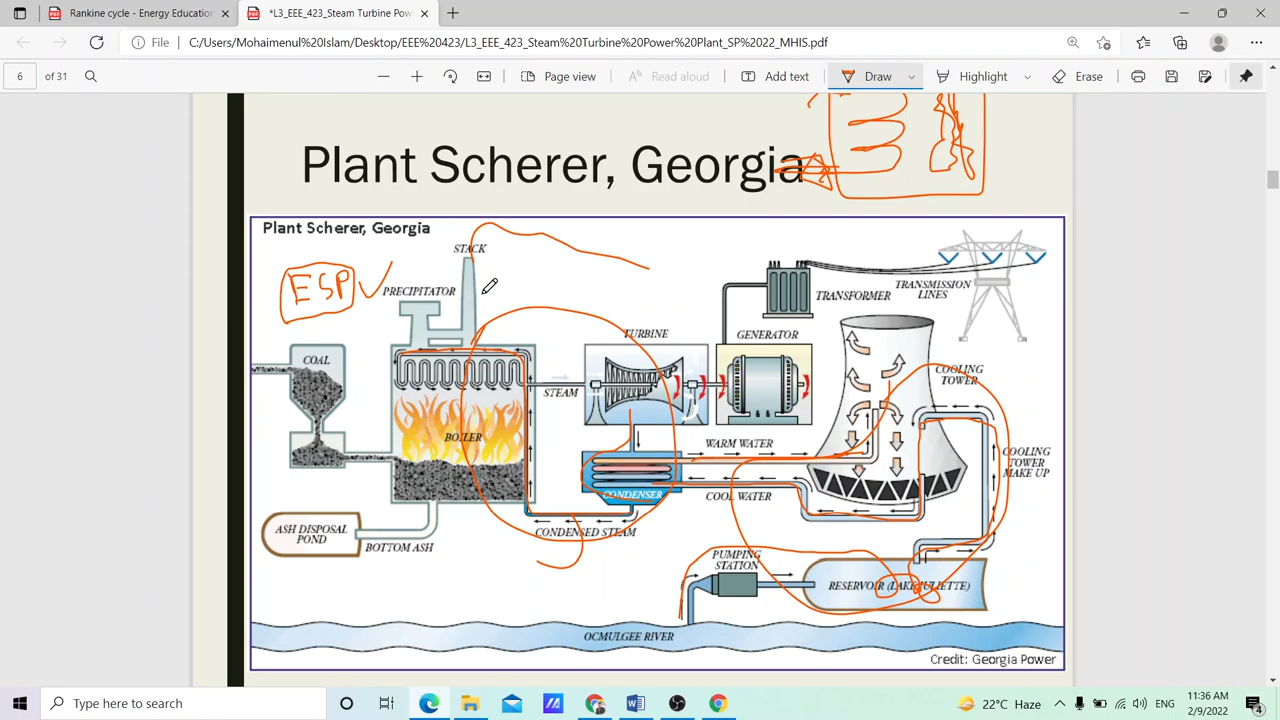 Rankine cycle - Energy Education
*L3_EEE_423_Steam Turbine Pow
File
C:/Users/Mohaimenul%20Islam/Desktop/EEE%20423/L3_EEE_423_Steam%20Turbine%20Power%20Plant_SP%2022_MHIS.pdf
6 of 31
Page view
Read aloud
Add text
Draw
Highlight
Erase
Plant Scherer, Georgia
Plant Scherer, Georgia
STACK
ESP
PRECIPITATOR
TRANSFORMER
TRANSMISSION
LINES
COAL
TURBINE
GENERATOR
COOLING
TOWER
STEAM
BOILER
WARM WATER
COOLING
TOWER
MAKE UP
CONDENSER
COOL WATER
ASH DISPOSAL
POND
BOTTOM ASH
CONDENSED STEAM
PUMPING
STATION
RESERVOIR (LAKE JULIETTE)
OCMULGEE RIVER
Credit: Georgia Power
Type here to search
22°C Haze
ENG
11:36 AM
2/9/2022
4